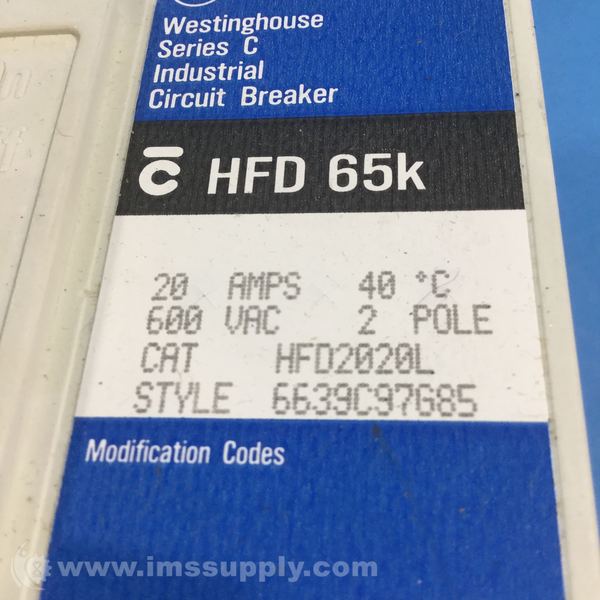 Westinghouse
Series C
Industrial
Circuit Breaker
C HFD 65k
20 AMPS 40 °C
600 VAC 2 POLE
CAT HFD2020L
STYLE 6639C97G85
Modification Codes
www.imssupply.com